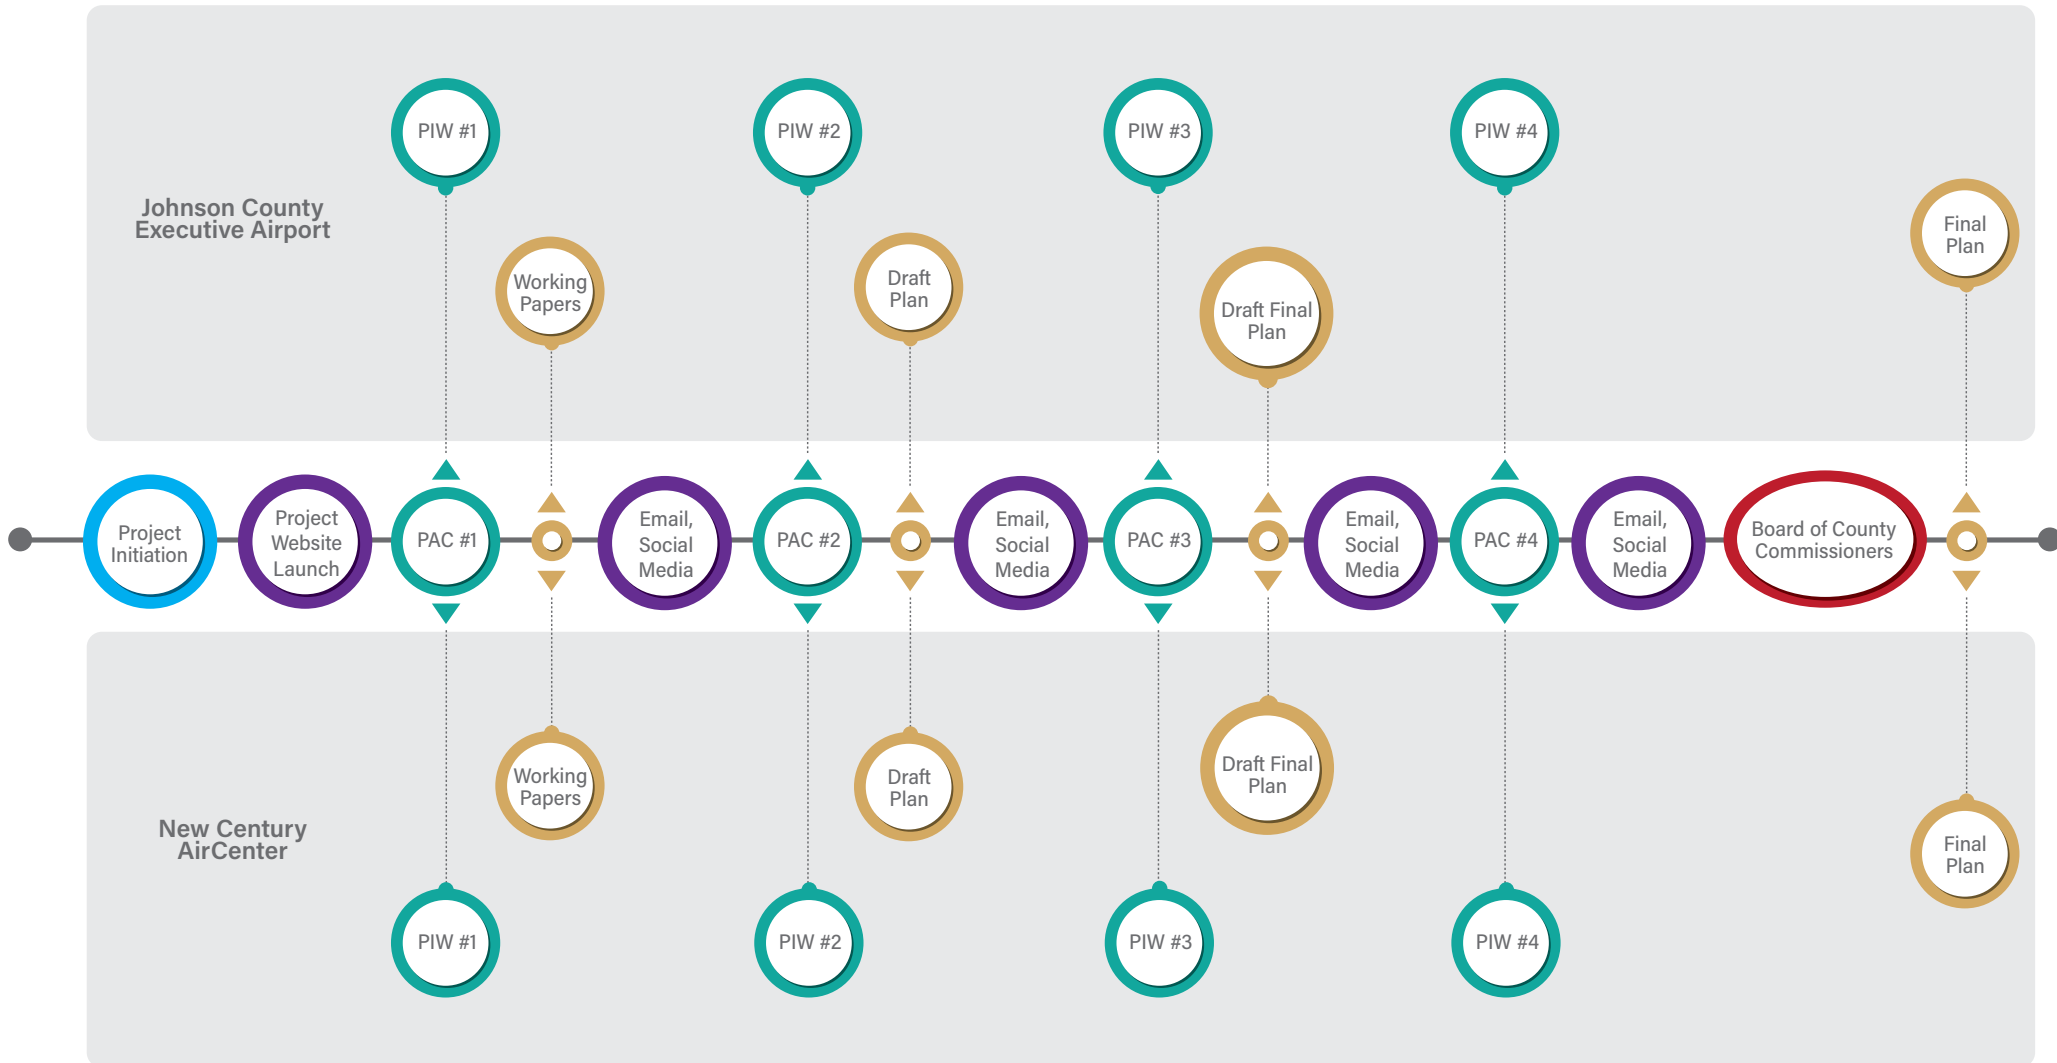 PIW #1
PIW #2
PIW #3
PIW #4
Johnson County
Executive Airport
Working
Papers
Draft
Plan
Draft Final
Plan
Final
Plan
Project
Initiation
Project
Website
Launch
PAC #1
Email,
Social
Media
PAC #2
Email,
Social
Media
PAC #3
Email,
Social
Media
PAC #4
Email,
Social
Media
Board of County
Commissioners
New Century
AirCenter
Working
Papers
Draft
Plan
Draft Final
Plan
Final
Plan
PIW #1
PIW #2
PIW #3
PIW #4